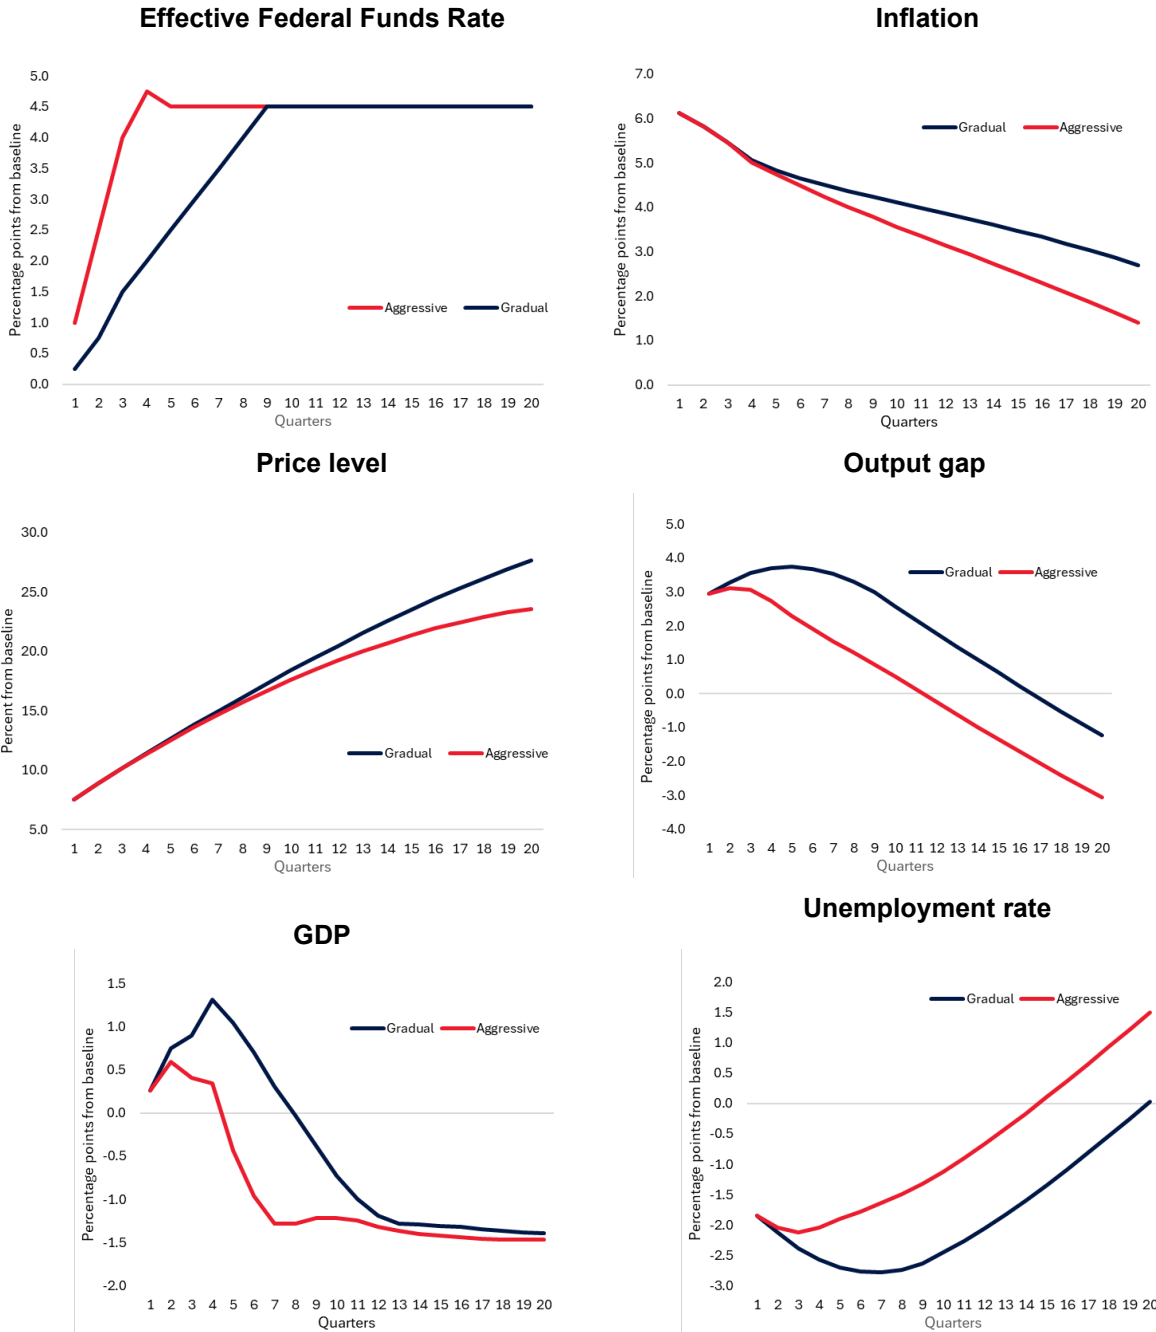 Effective Federal Funds Rate
Percentage points from baseline
5.0
4.5
4.0
3.5
3.0
2.5
2.0
1.5
1.0
0.5
0.0
Aggressive Gradual
1 2 3 4 5 6 7 8 9 10 11 12 13 14 15 16 17 18 19 20
Quarters
Inflation
Percentage points from baseline
7.0
6.0
5.0
4.0
3.0
2.0
1.0
0.0
Gradual Aggressive
1 2 3 4 5 6 7 8 9 10 11 12 13 14 15 16 17 18 19 20
Quarters
Price level
Percent from baseline
30.0
25.0
20.0
15.0
10.0
5.0
Gradual Aggressive
1 2 3 4 5 6 7 8 9 10 11 12 13 14 15 16 17 18 19 20
Quarters
Output gap
Percentage points from baseline
5.0
4.0
3.0
2.0
1.0
0.0
-1.0
-2.0
-3.0
-4.0
Gradual Aggressive
1 2 3 4 5 6 7 8 9 10 11 12 13 14 15 16 17 18 19 20
Quarters
GDP
Percentage points from baseline
1.5
1.0
0.5
0.0
-0.5
-1.0
-1.5
-2.0
Gradual Aggressive
1 2 3 4 5 6 7 8 9 10 11 12 13 14 15 16 17 18 19 20
Quarters
Unemployment rate
Percentage points from baseline
2.0
1.5
1.0
0.5
0.0
-0.5
-1.0
-1.5
-2.0
-2.5
-3.0
Gradual Aggressive
1 2 3 4 5 6 7 8 9 10 11 12 13 14 15 16 17 18 19 20
Quarters